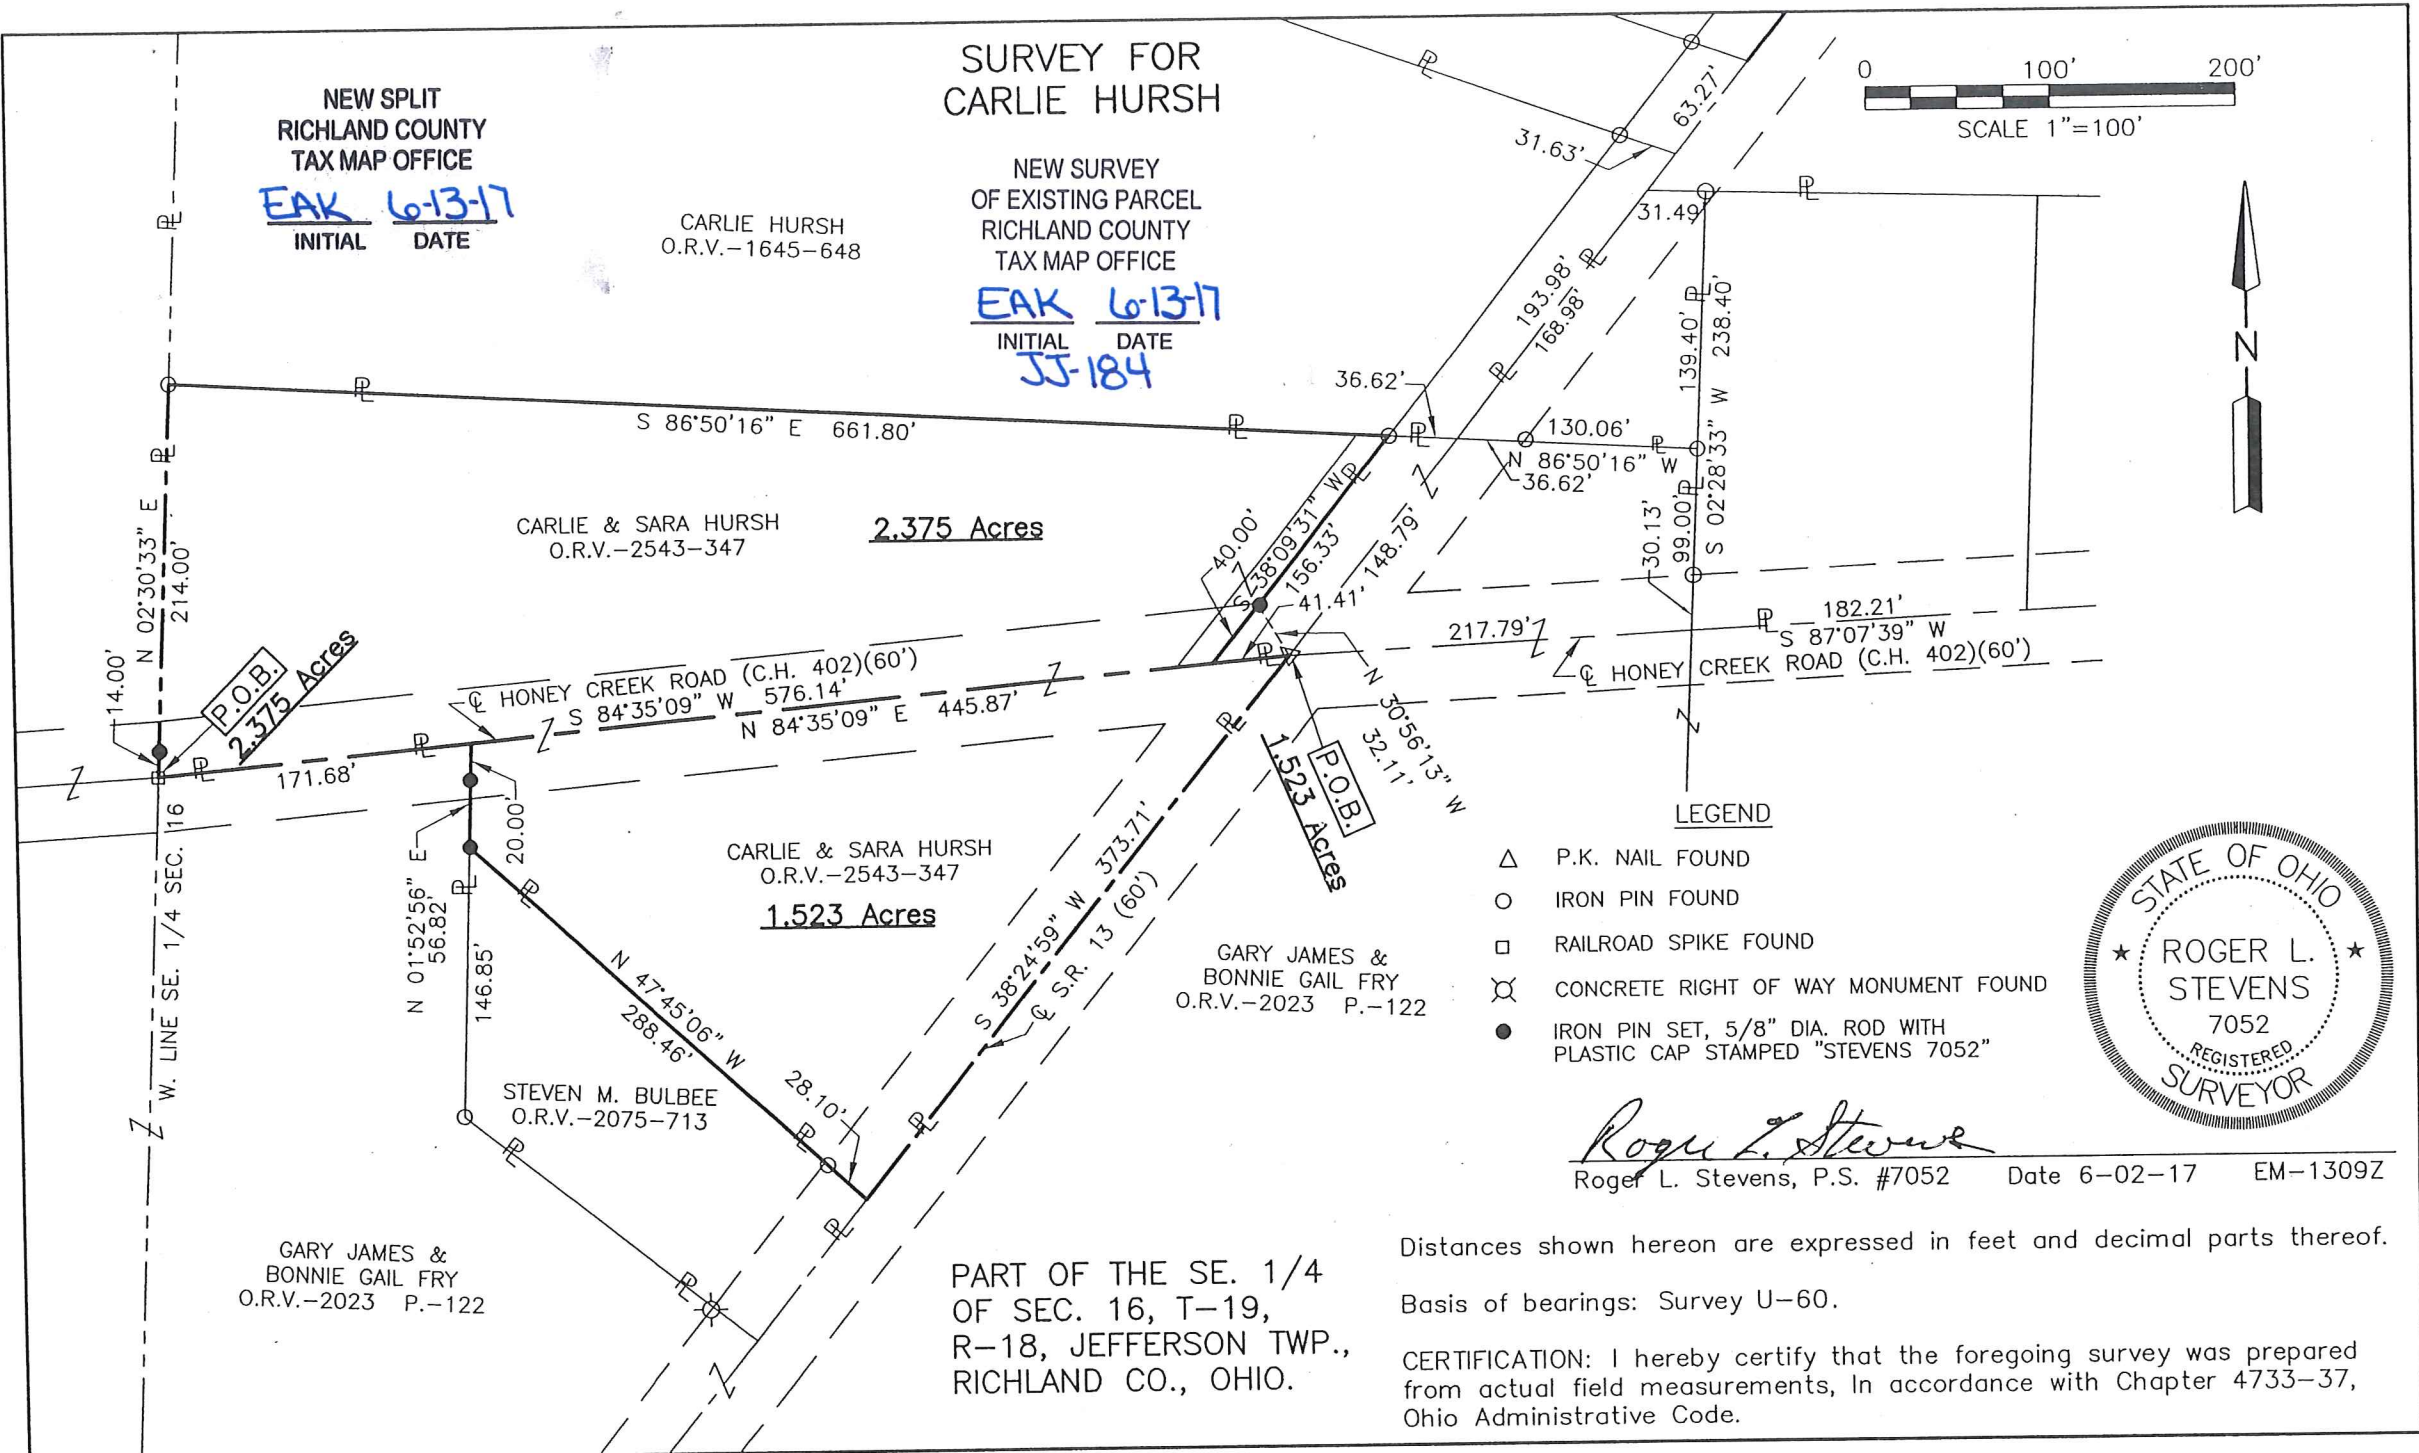 SURVEY FOR
CARLIE HURSH
NEW SPLIT
RICHLAND COUNTY
TAX MAP OFFICE
EAK 6-13-17
INITIAL DATE
CARLIE HURSH
O.R.V.-1645-648
NEW SURVEY
OF EXISTING PARCEL
RICHLAND COUNTY
TAX MAP OFFICE
EAK 6-13-17
INITIAL DATE
JJ-184
0 100' 200'
SCALE 1"=100'
N
63.27'
31.63'
31.49
193.98'
168.98'
139.40'
S 02°28'33" W 238.40'
99.00'
30.13'
36.62'
130.06'
N 86°50'16" W
36.62'
S 86°50'16" E 661.80'
N 02°30'33" E
214.00'
14.00'
CARLIE & SARA HURSH
O.R.V.-2543-347
2.375 Acres
40.00'
S 38°09'31" W
156.33'
148.79'
41.41'
217.79'
182.21'
S 87°07'39" W
℄ HONEY CREEK ROAD (C.H. 402)(60')
P.O.B.
2.375 Acres
℄ HONEY CREEK ROAD (C.H. 402)(60')
S 84°35'09" W 576.14'
N 84°35'09" E 445.87'
171.68'
N 30°56'13" W
32.11'
P.O.B.
1.523 Acres
20.00'
N 01°52'56" E
56.82'
146.85'
W. LINE SE. 1/4 SEC. 16
CARLIE & SARA HURSH
O.R.V.-2543-347
1.523 Acres
N 47°45'06" W
288.46'
28.10'
S 38°24'59" W 373.71'
℄ S.R. 13 (60')
STEVEN M. BULBEE
O.R.V.-2075-713
GARY JAMES &
BONNIE GAIL FRY
O.R.V.-2023 P.-122
GARY JAMES &
BONNIE GAIL FRY
O.R.V.-2023 P.-122
LEGEND
P.K. NAIL FOUND
IRON PIN FOUND
RAILROAD SPIKE FOUND
CONCRETE RIGHT OF WAY MONUMENT FOUND
IRON PIN SET, 5/8" DIA. ROD WITH
PLASTIC CAP STAMPED "STEVENS 7052"
STATE OF OHIO
ROGER L.
STEVENS
7052
REGISTERED
SURVEYOR
Roger L. Stevens
Roger L. Stevens, P.S. #7052 Date 6-02-17 EM-1309Z
PART OF THE SE. 1/4
OF SEC. 16, T-19,
R-18, JEFFERSON TWP.,
RICHLAND CO., OHIO.
Distances shown hereon are expressed in feet and decimal parts thereof.
Basis of bearings: Survey U-60.
CERTIFICATION: I hereby certify that the foregoing survey was prepared
from actual field measurements, In accordance with Chapter 4733-37,
Ohio Administrative Code.